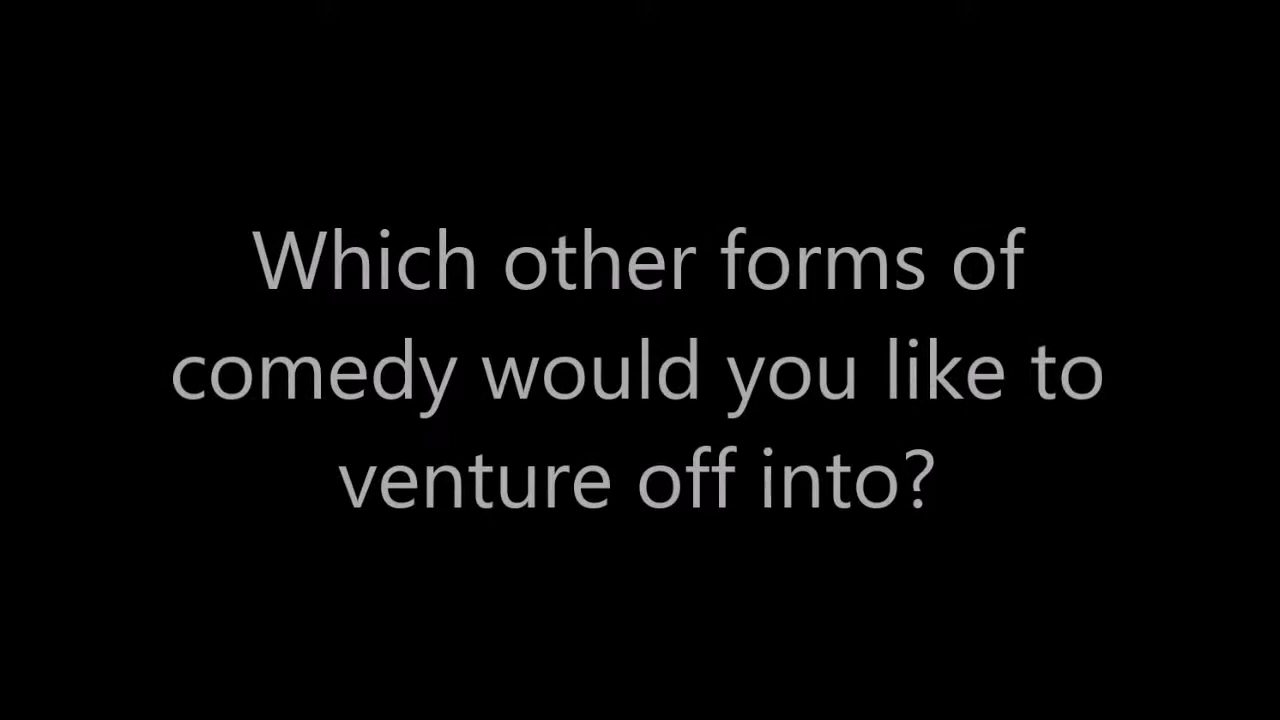 Which other forms of
comedy would you like to
venture off into?